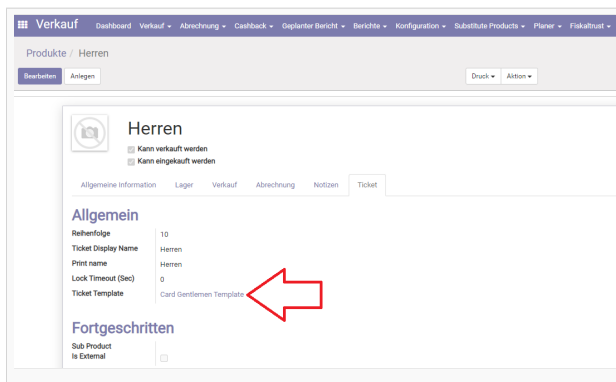 Verkauf Dashboard Verkauf Abrechnung Cashback Geplanter Bericht Berichte Konfiguration Substitute Products Planer Fiskaltrust
Produkte / Herren
Bearbeiten Anlegen Druck Aktion
Herren
Kann verkauft werden
Kann eingekauft werden
Allgemeine Information Lager Verkauf Abrechnung Notizen Ticket
Allgemein
Reihenfolge 10
Ticket Display Name Herren
Print name Herren
Lock Timeout (Sec) 0
Ticket Template Card Gentlemen Template
Fortgeschritten
Sub Product
Is External